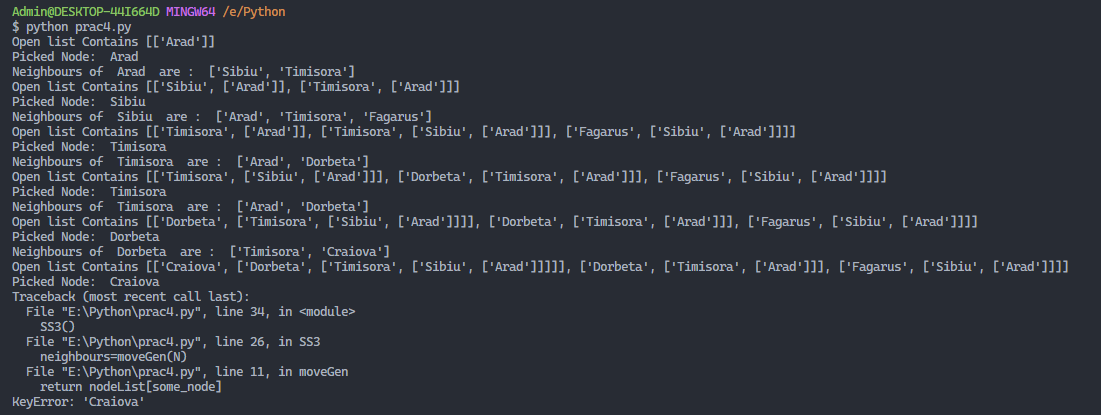 Admin@DESKTOP-44I664D MINGW64 /e/Python
$ python prac4.py
Open list Contains [['Arad']]
Picked Node:  Arad
Neighbours of  Arad  are :  ['Sibiu', 'Timisora']
Open list Contains [['Sibiu', ['Arad']], ['Timisora', ['Arad']]]
Picked Node:  Sibiu
Neighbours of  Sibiu  are :  ['Arad', 'Timisora', 'Fagarus']
Open list Contains [['Timisora', ['Arad']], ['Timisora', ['Sibiu', ['Arad']]], ['Fagarus', ['Sibiu', ['Arad']]]]
Picked Node:  Timisora
Neighbours of  Timisora  are :  ['Arad', 'Dorbeta']
Open list Contains [['Timisora', ['Sibiu', ['Arad']]], ['Dorbeta', ['Timisora', ['Arad']]], ['Fagarus', ['Sibiu', ['Arad']]]]
Picked Node:  Timisora
Neighbours of  Timisora  are :  ['Arad', 'Dorbeta']
Open list Contains [['Dorbeta', ['Timisora', ['Sibiu', ['Arad']]]], ['Dorbeta', ['Timisora', ['Arad']]], ['Fagarus', ['Sibiu', ['Arad']]]]
Picked Node:  Dorbeta
Neighbours of  Dorbeta  are :  ['Timisora', 'Craiova']
Open list Contains [['Craiova', ['Dorbeta', ['Timisora', ['Sibiu', ['Arad']]]]], ['Dorbeta', ['Timisora', ['Arad']]], ['Fagarus', ['Sibiu', ['Arad']]]]
Picked Node:  Craiova
Traceback (most recent call last):
  File "E:\Python\prac4.py", line 34, in <module>
    SS3()
  File "E:\Python\prac4.py", line 26, in SS3
    neighbours=moveGen(N)
  File "E:\Python\prac4.py", line 11, in moveGen
    return nodeList[some_node]
KeyError: 'Craiova'